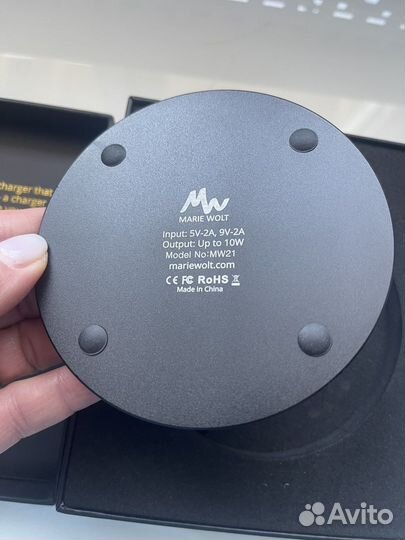 charger that
a charger
MW
MARIE WOLT
Input: 5V-2A, 9V-2A
Output: Up to 10W
Model No:MW21
mariewolt.com
CE FC RoHS
Made in China
Avito